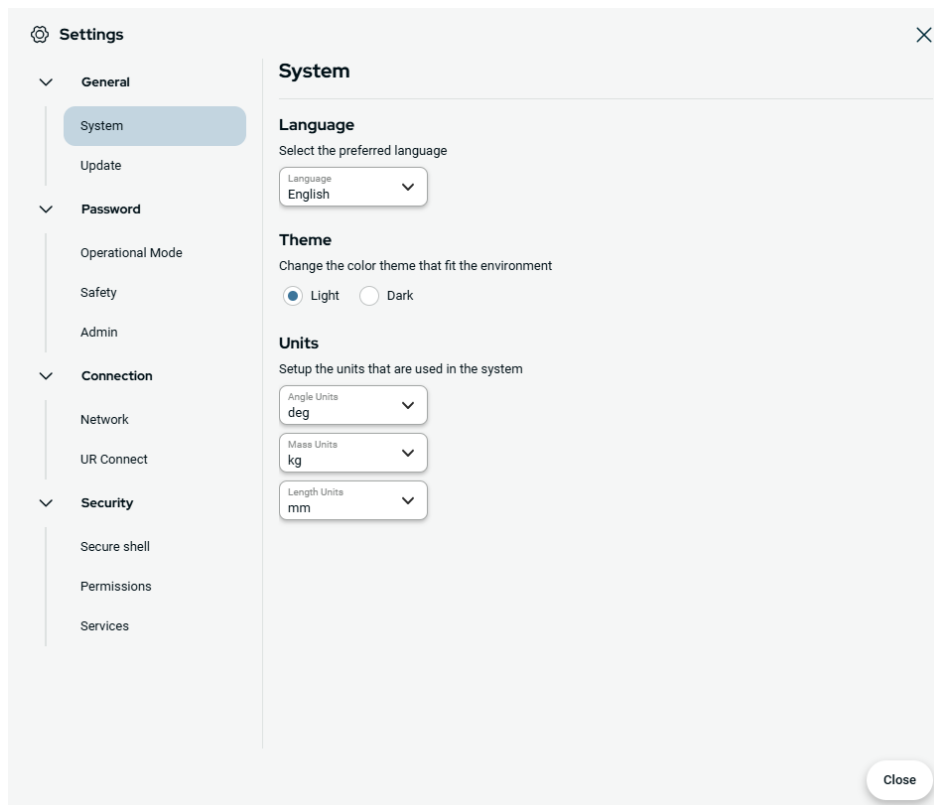 Settings
General
System
Update
Password
Operational Mode
Safety
Admin
Connection
Network
UR Connect
Security
Secure shell
Permissions
Services
System
Language
Select the preferred language
Language
English
Theme
Change the color theme that fit the environment
Light Dark
Units
Setup the units that are used in the system
Angle Units
deg
Mass Units
kg
Length Units
mm
Close